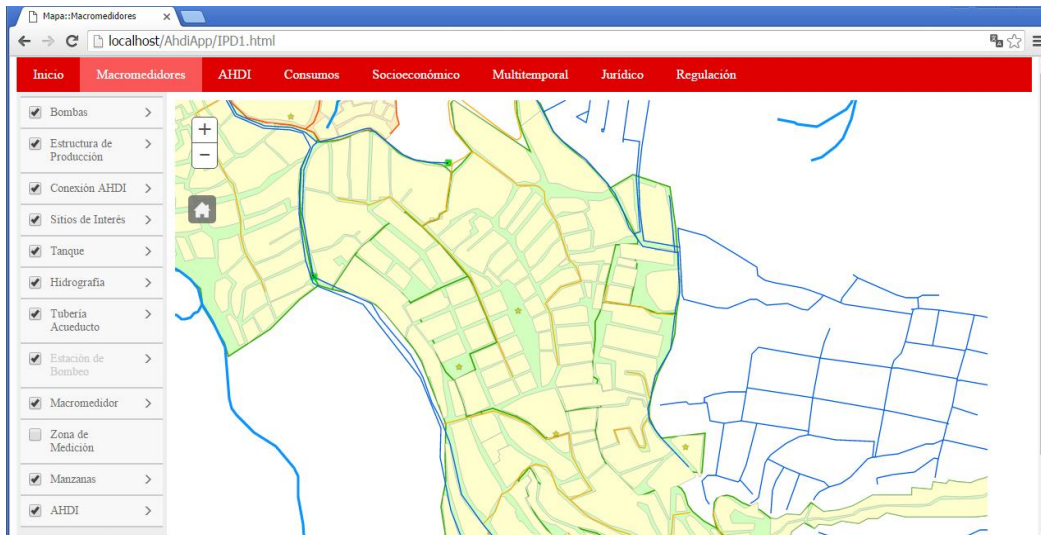 Mapa::Macromedidores
localhost/AhdiApp/IPD1.html
Inicio Macromedidores AHDI Consumos Socioeconómico Multitemporal Jurídico Regulación
Bombas
Estructura de
Producción
Conexión AHDI
Sitios de Interés
Tanque
Hidrografía
Tubería
Acueducto
Estación de
Bombeo
Macromedidor
Zona de
Medición
Manzanas
AHDI